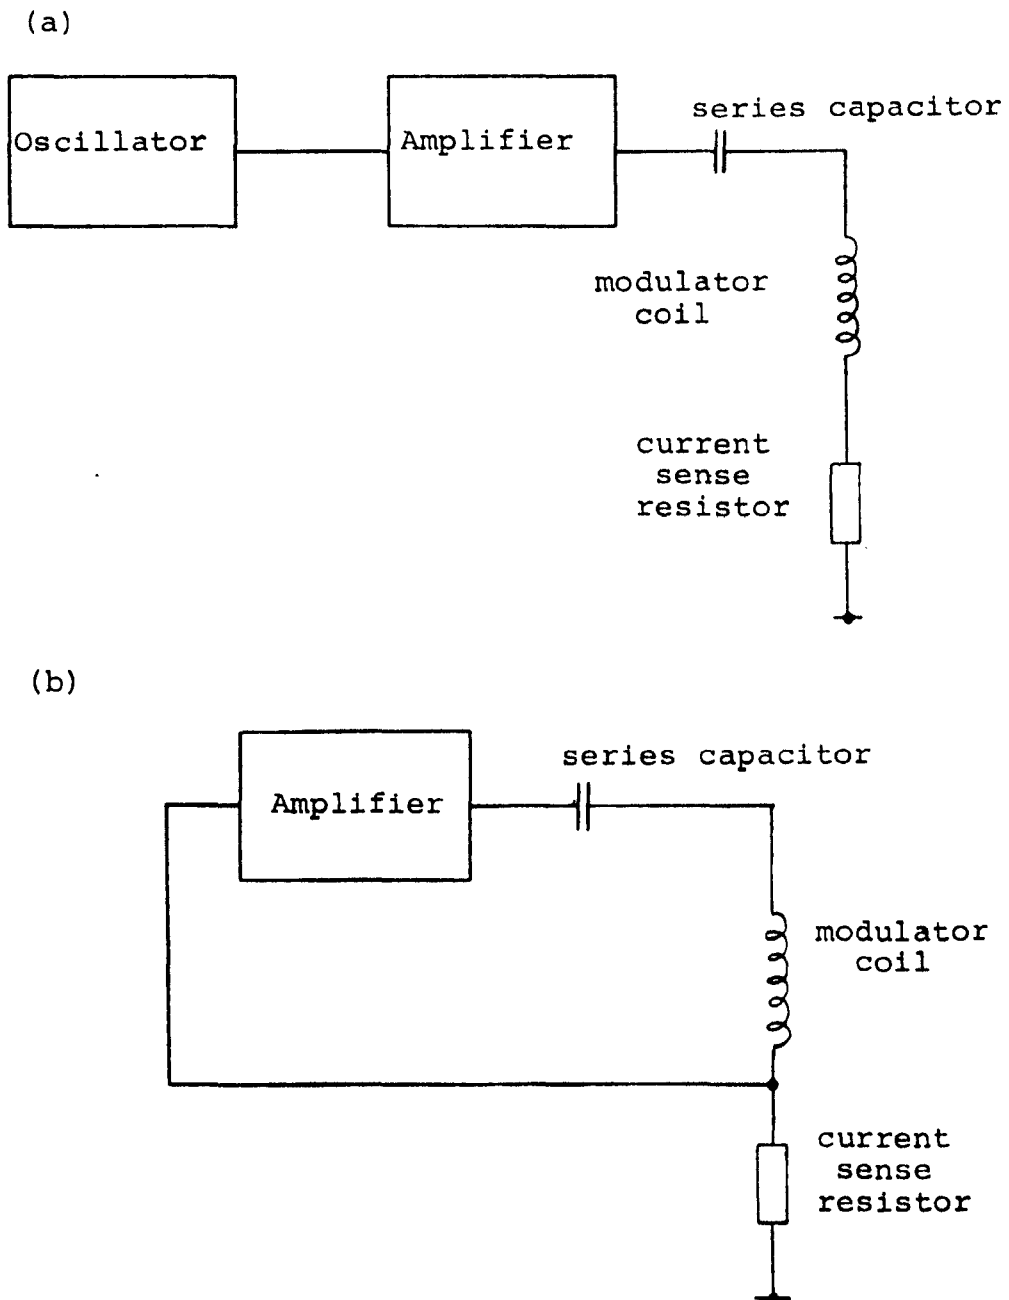 (a)
series capacitor
Oscillator
Amplifier
modulator
coil
current
sense
resistor
(b)
series capacitor
Amplifier
modulator
coil
current
sense
resistor